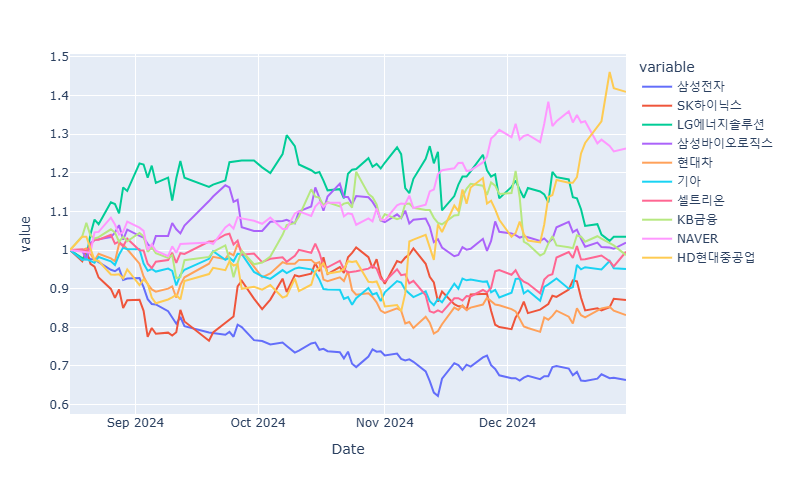 1.5
1.4
1.3
1.2
1.1
1
0.9
0.8
0.7
0.6
value
Sep 2024
Oct 2024
Nov 2024
Dec 2024
Date
variable
삼성전자
SK하이닉스
LG에너지솔루션
삼성바이오로직스
현대차
기아
셀트리온
KB금융
NAVER
HD현대중공업